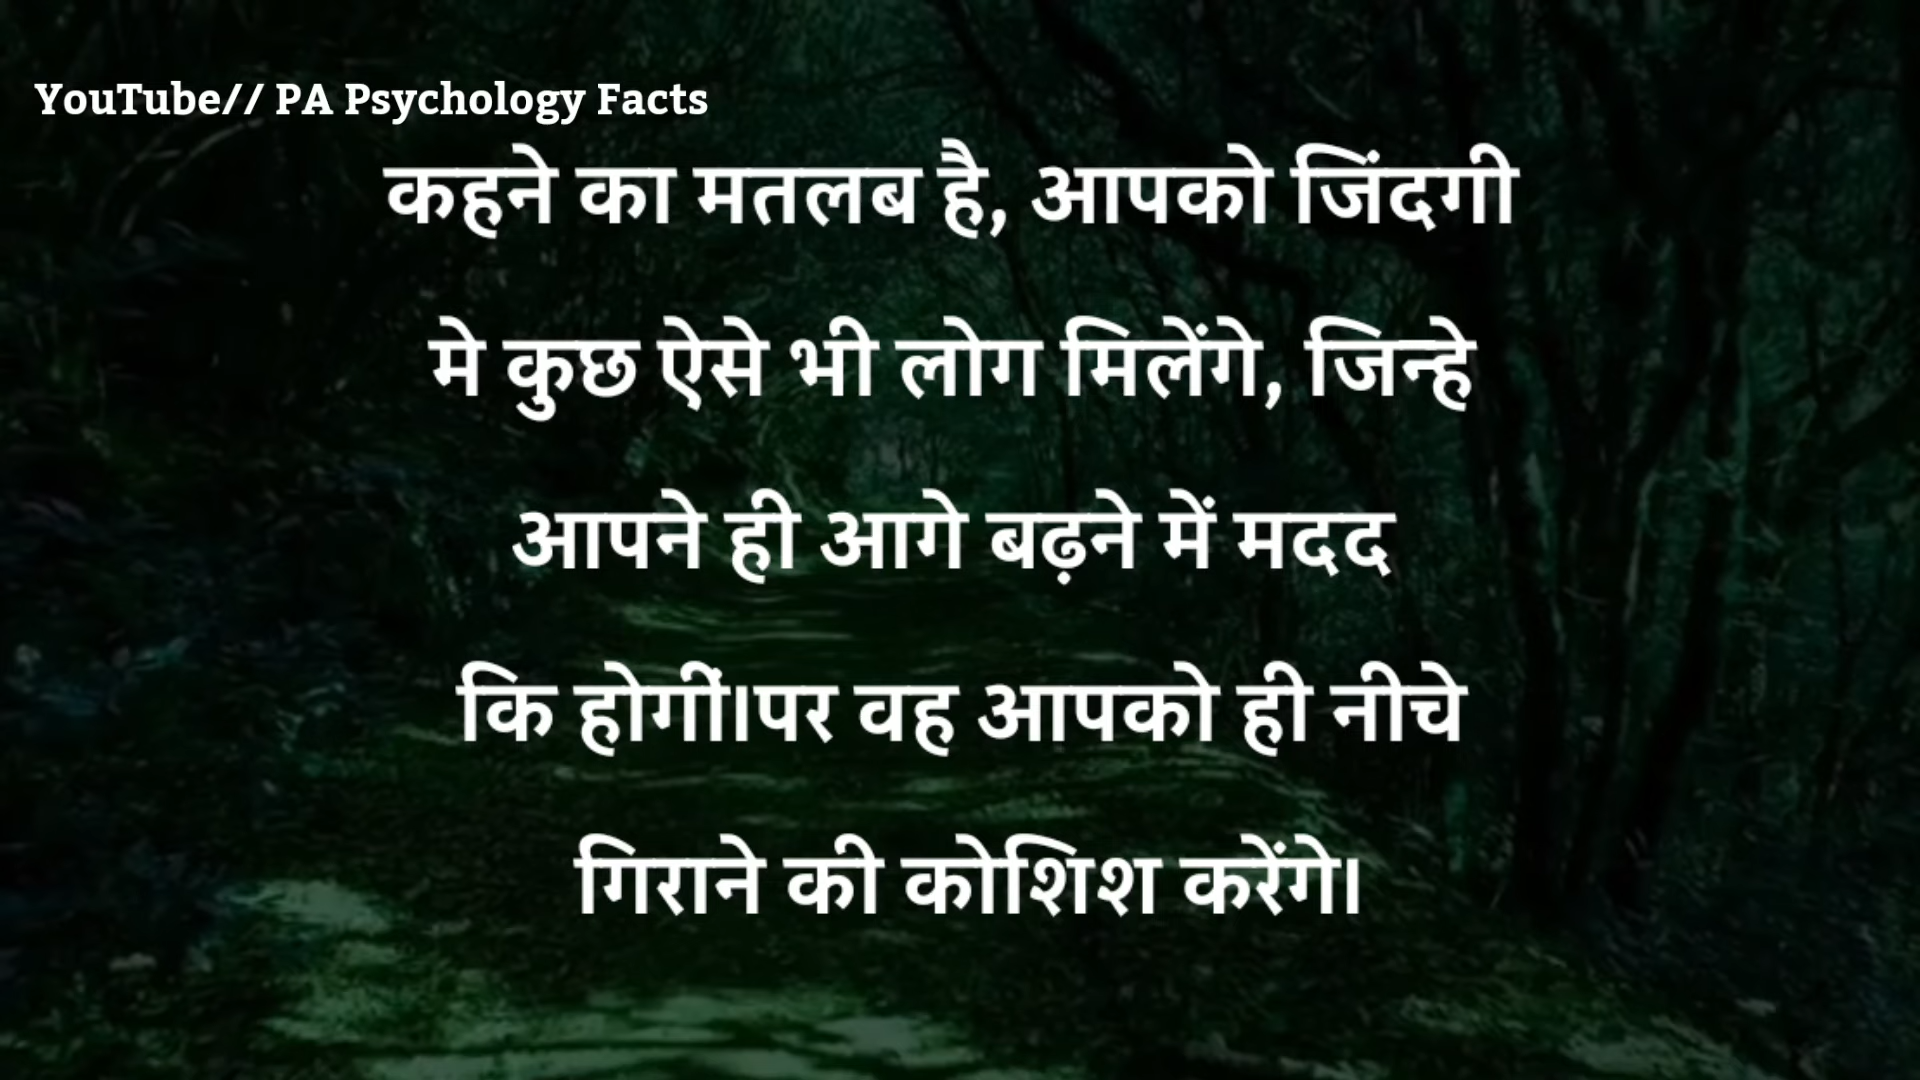 YouTube// PA Psychology Facts
कहने का मतलब है, आपको जिंदगी
मे कुछ ऐसे भी लोग मिलेंगे, जिन्हे
आपने ही आगे बढ़ने में मदद
कि होगीं।पर वह आपको ही नीचे
गिराने की कोशिश करेंगे।